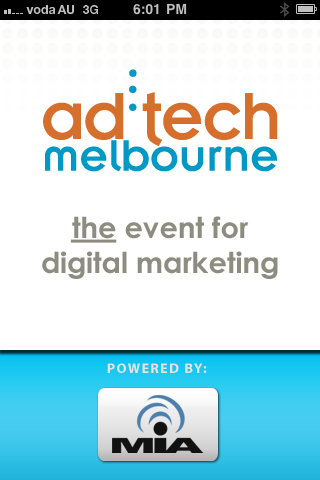 voda AU 3G 6:01 PM
ad:tech
melbourne
the event for
digital marketing
POWERED BY:
MIA